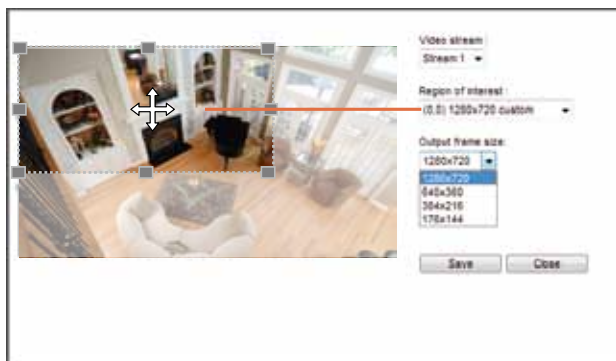 Video stream :
Stream 1
Region of interest :
(0,0) 1280x720 custom
Output frame size:
1280x720
1280x720
640x360
384x216
176x144
Save
Close